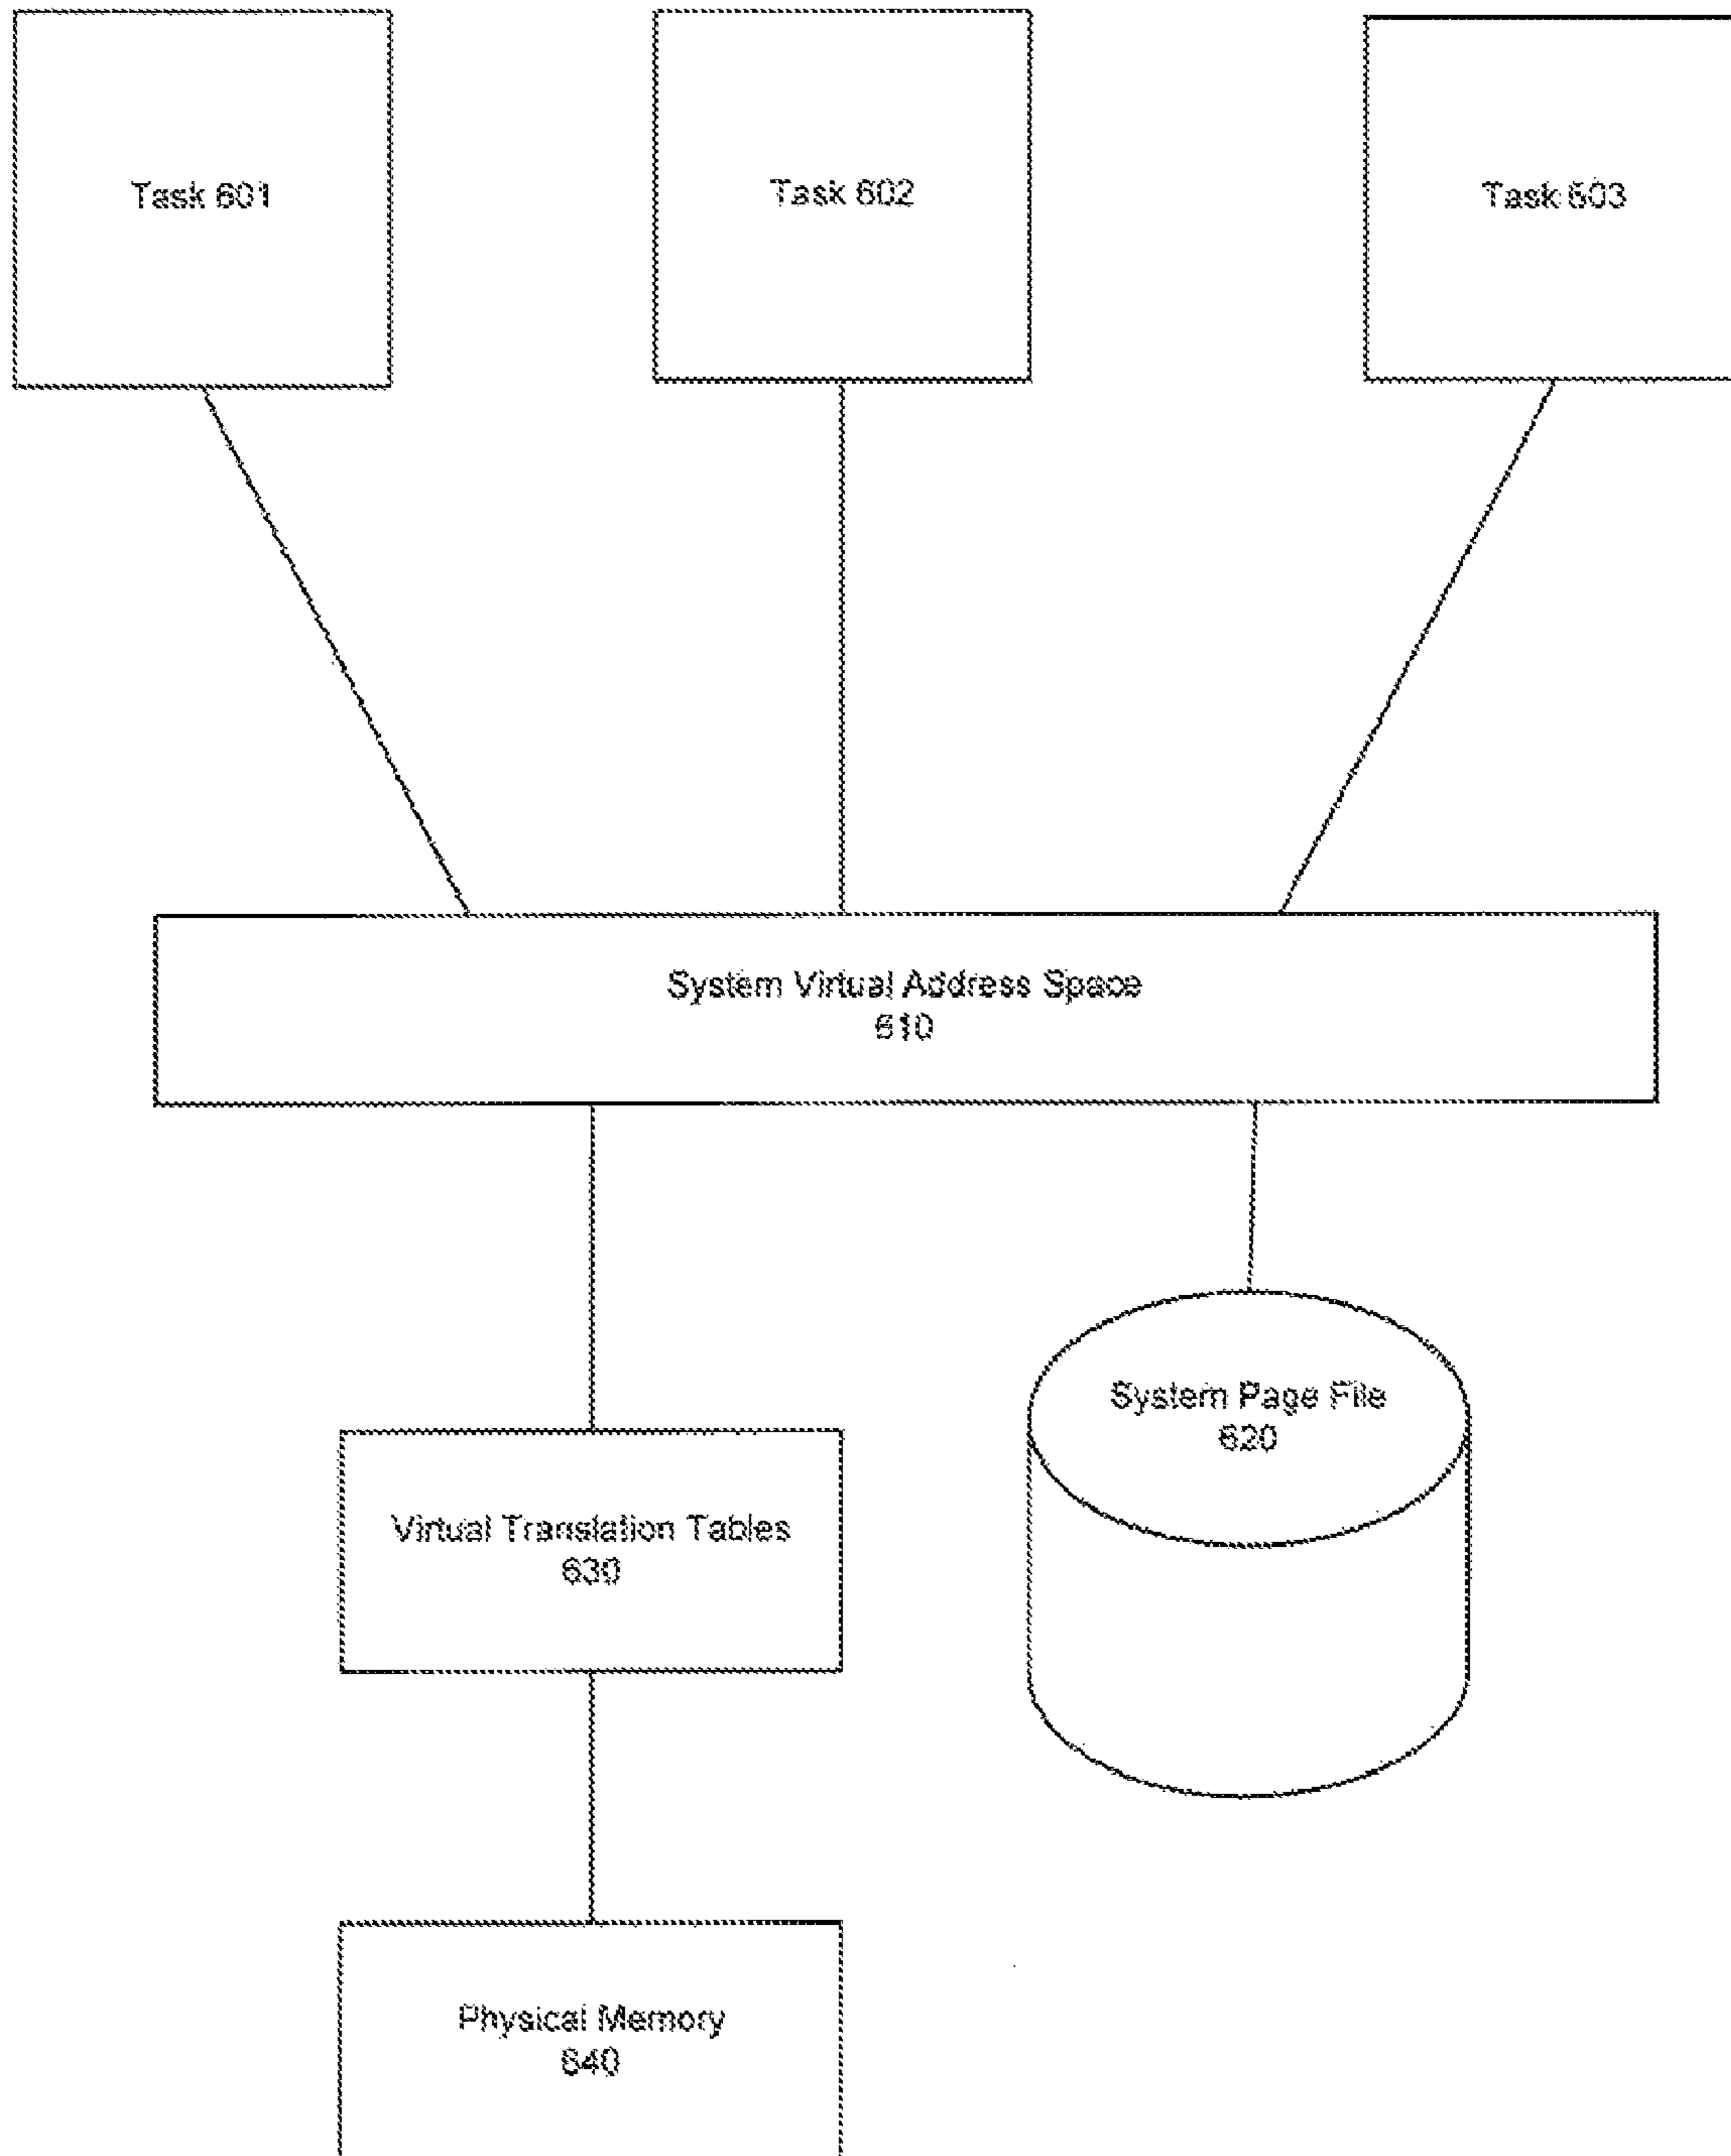 Task 601
Task 602
Task 603
System Virtual Address Space
610
System Page File
620
Virtual Translation Tables
630
Physical Memory
640